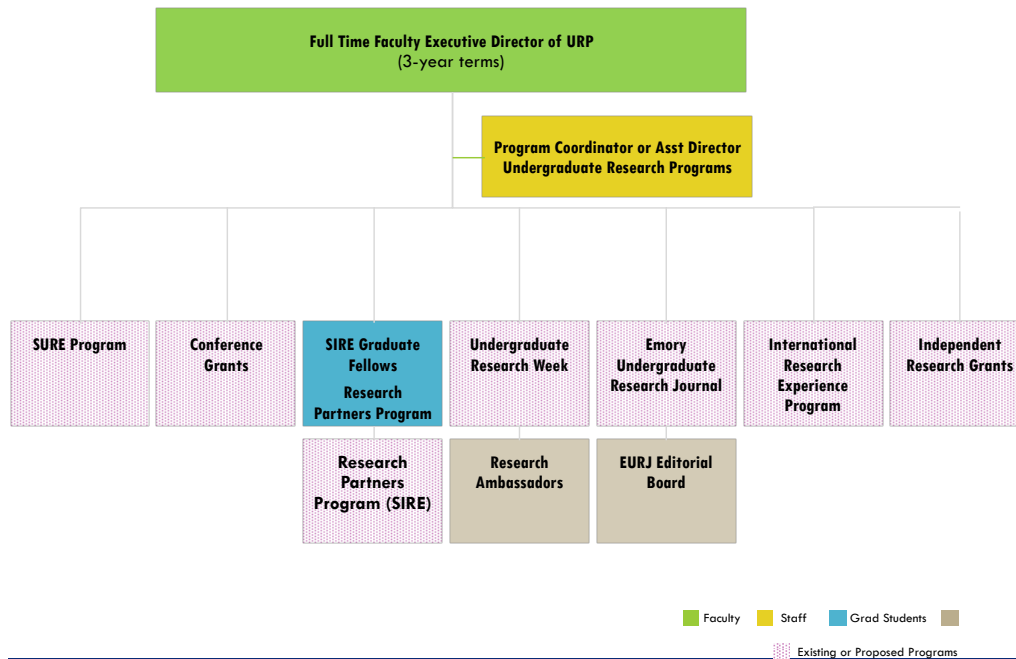 Full Time Faculty Executive Director of URP
(3-year terms)
Program Coordinator or Asst Director
Undergraduate Research Programs
SURE Program
Conference
Grants
SIRE Graduate
Fellows
Research
Partners Program
Undergraduate
Research Week
Emory
Undergraduate
Research Journal
International
Research
Experience
Program
Independent
Research Grants
Research
Partners
Program (SIRE)
Research
Ambassadors
EURJ Editorial
Board
Faculty
Staff
Grad Students
Existing or Proposed Programs